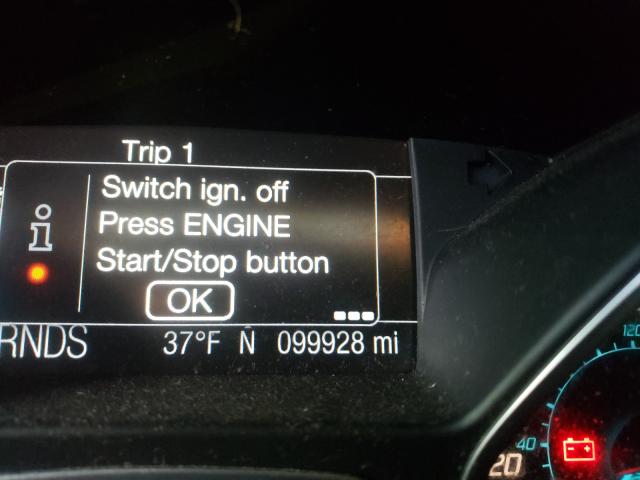 Trip 1
Switch ign. off
Press ENGINE
Start/Stop button
OK
RNDS 37°F N 099928 mi
120
40
20